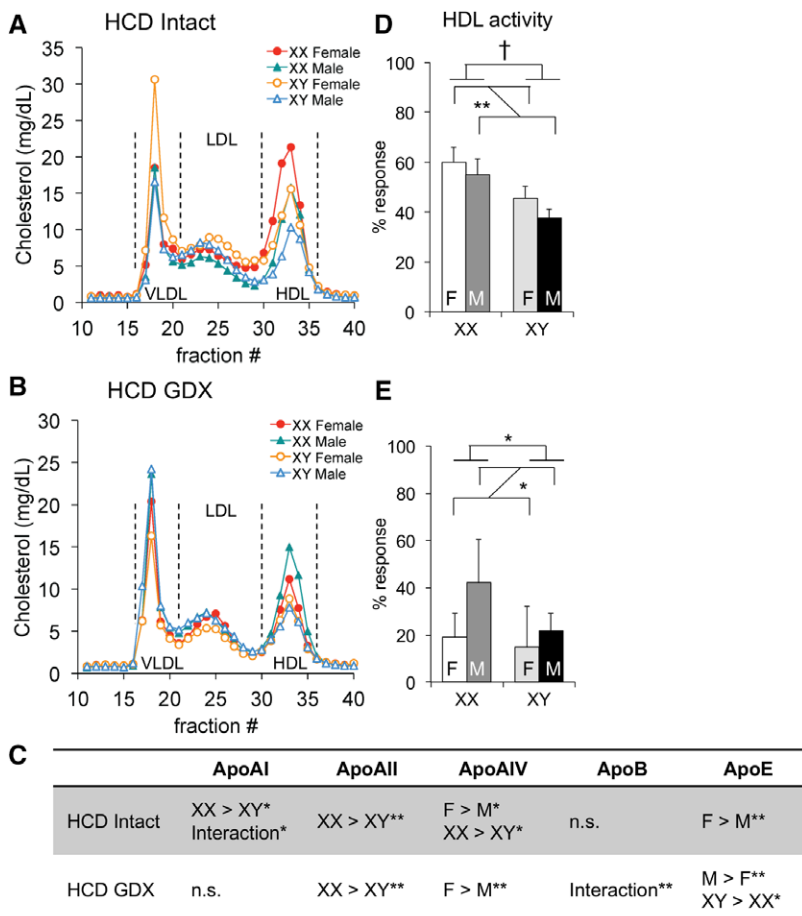 A HCD Intact
35
30
25
20
15
10
5
0
Cholesterol (mg/dL)
XX Female
XX Male
XY Female
XY Male
LDL
VLDL
HDL
10 15 20 25 30 35 40
fraction #
B HCD GDX
30
25
20
15
10
5
0
Cholesterol (mg/dL)
XX Female
XX Male
XY Female
XY Male
LDL
VLDL
HDL
10 15 20 25 30 35 40
fraction #
D HDL activity
†
**
100
80
60
40
20
0
% response
F M F M
XX XY
E
*
*
100
80
60
40
20
0
% response
F M F M
XX XY
C
ApoAI ApoAII ApoAIV ApoB ApoE
HCD Intact XX > XY* Interaction* XX > XY** F > M* XX > XY* n.s. F > M**
HCD GDX n.s. XX > XY** F > M** Interaction** M > F** XY > XX*